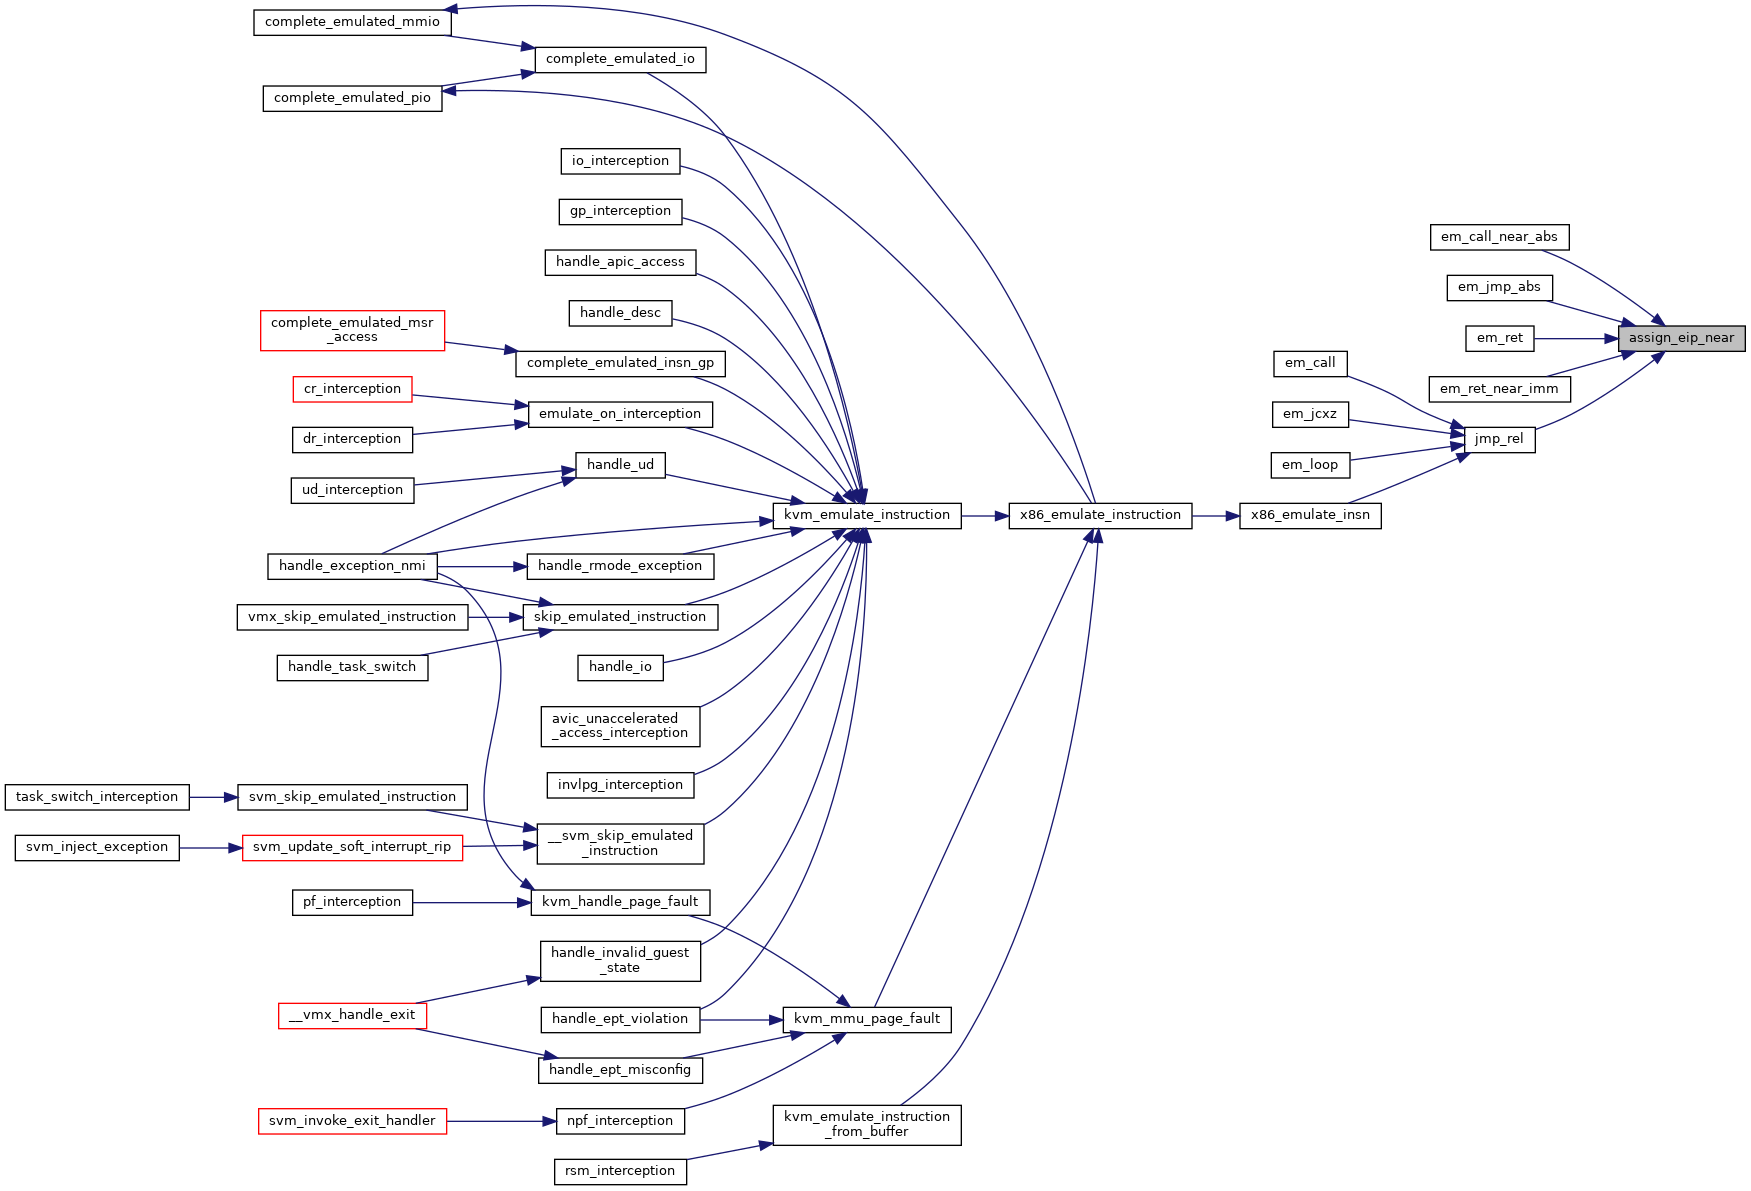 complete_emulated_mmio
complete_emulated_io
complete_emulated_pio
io_interception
gp_interception
handle_apic_access
handle_desc
complete_emulated_msr
_access
complete_emulated_insn_gp
cr_interception
emulate_on_interception
dr_interception
handle_ud
ud_interception
kvm_emulate_instruction
x86_emulate_instruction
x86_emulate_insn
handle_exception_nmi
handle_rmode_exception
vmx_skip_emulated_instruction
skip_emulated_instruction
handle_task_switch
handle_io
avic_unaccelerated
_access_interception
invlpg_interception
task_switch_interception
svm_skip_emulated_instruction
__svm_skip_emulated
_instruction
svm_inject_exception
svm_update_soft_interrupt_rip
pf_interception
kvm_handle_page_fault
handle_invalid_guest
_state
__vmx_handle_exit
handle_ept_violation
kvm_mmu_page_fault
handle_ept_misconfig
svm_invoke_exit_handler
npf_interception
kvm_emulate_instruction
_from_buffer
rsm_interception
em_call_near_abs
em_jmp_abs
em_ret
assign_eip_near
em_ret_near_imm
em_call
em_jcxz
jmp_rel
em_loop